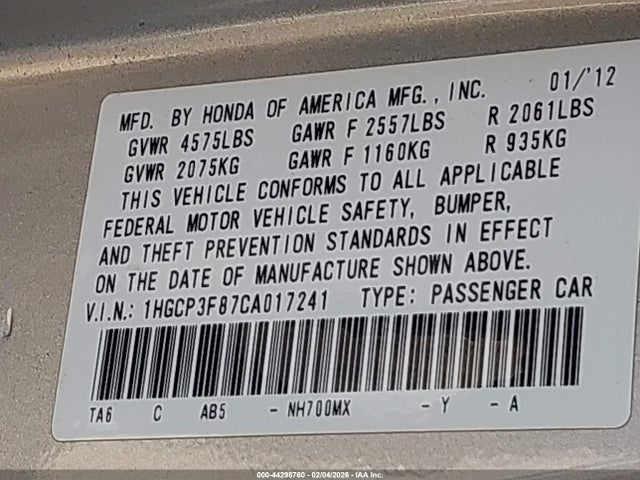 MFD. BY HONDA OF AMERICA MFG., INC. 01/'12
GVWR 4575LBS GAWR F 2557LBS R 2061LBS
GVWR 2075KG GAWR F 1160KG R 935KG
THIS VEHICLE CONFORMS TO ALL APPLICABLE
FEDERAL MOTOR VEHICLE SAFETY, BUMPER,
AND THEFT PREVENTION STANDARDS IN EFFECT
ON THE DATE OF MANUFACTURE SHOWN ABOVE.
V.I.N.: 1HGCP3F87CA017241 TYPE: PASSENGER CAR
TA6 C AB5 - NH700MX - Y - A
000-44298760 - 02/04/2026 - IAA Inc.